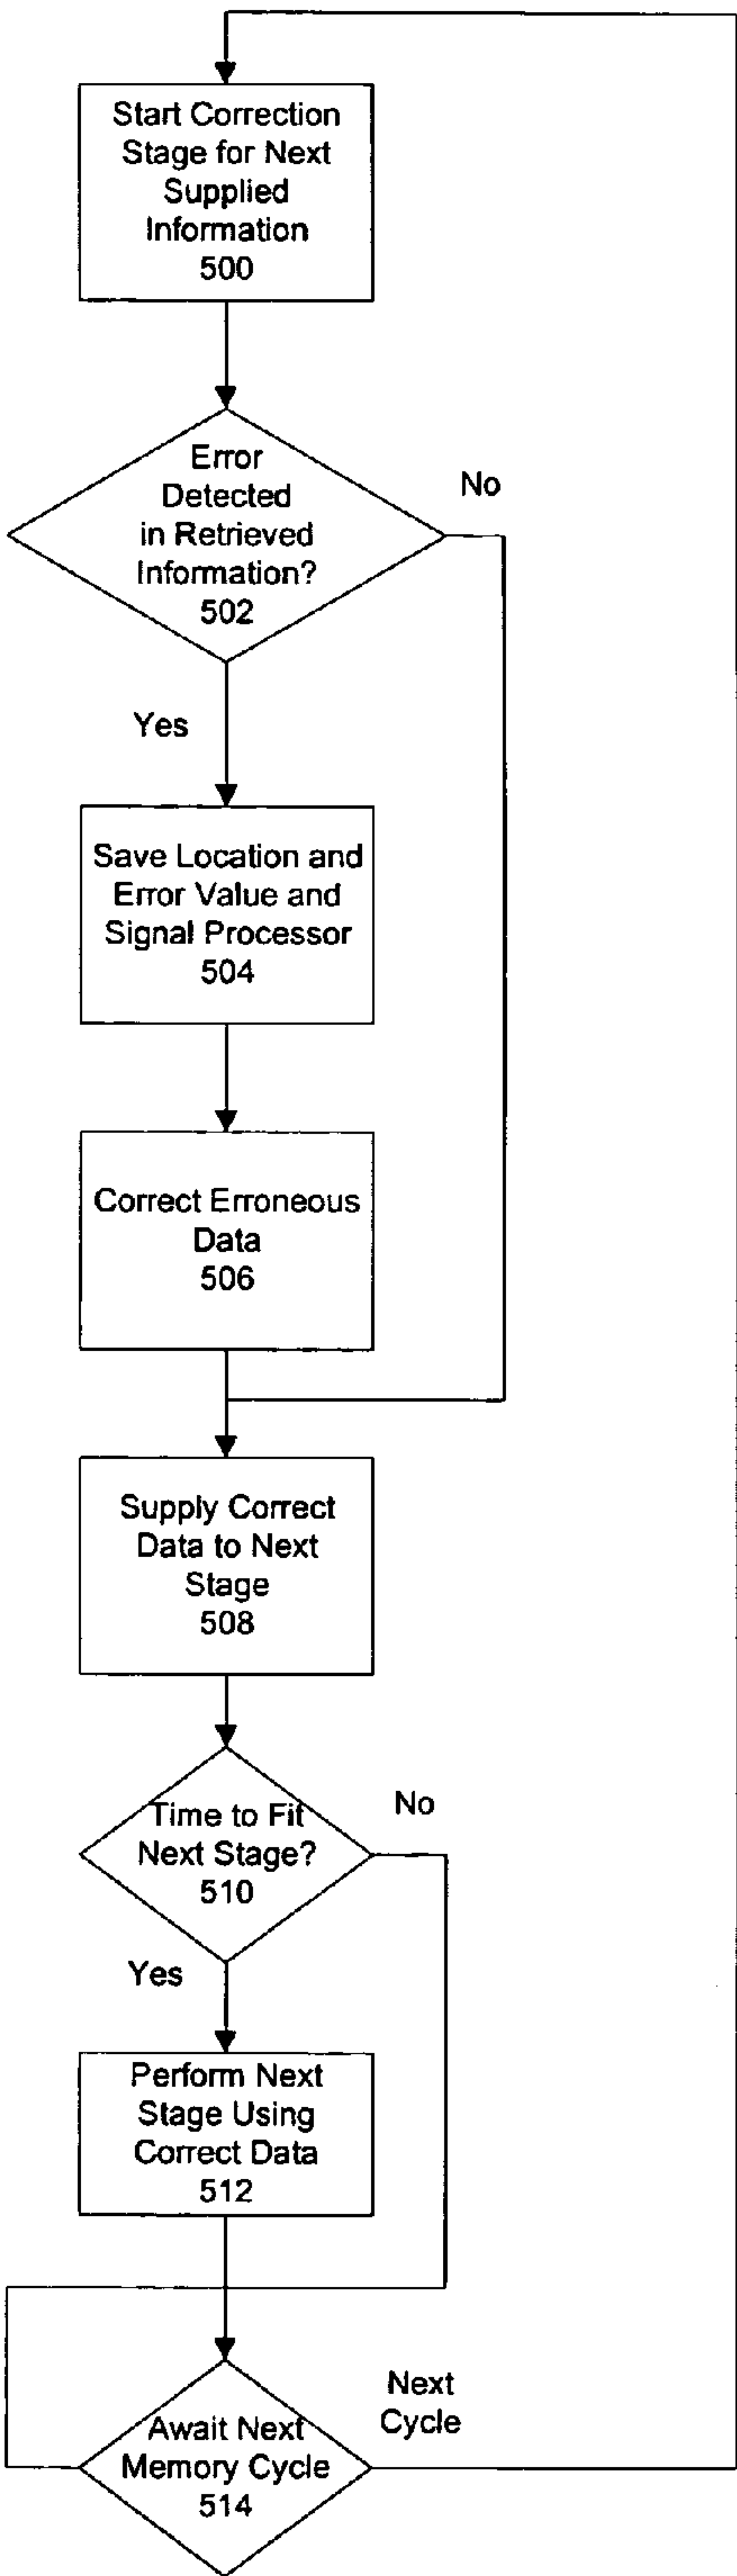 Start Correction
Stage for Next
Supplied
Information
500
Error
Detected
in Retrieved
Information?
502
No
Yes
Save Location and
Error Value and
Signal Processor
504
Correct Erroneous
Data
506
Supply Correct
Data to Next
Stage
508
Time to Fit
Next Stage?
510
No
Yes
Perform Next
Stage Using
Correct Data
512
Await Next
Memory Cycle
514
Next
Cycle